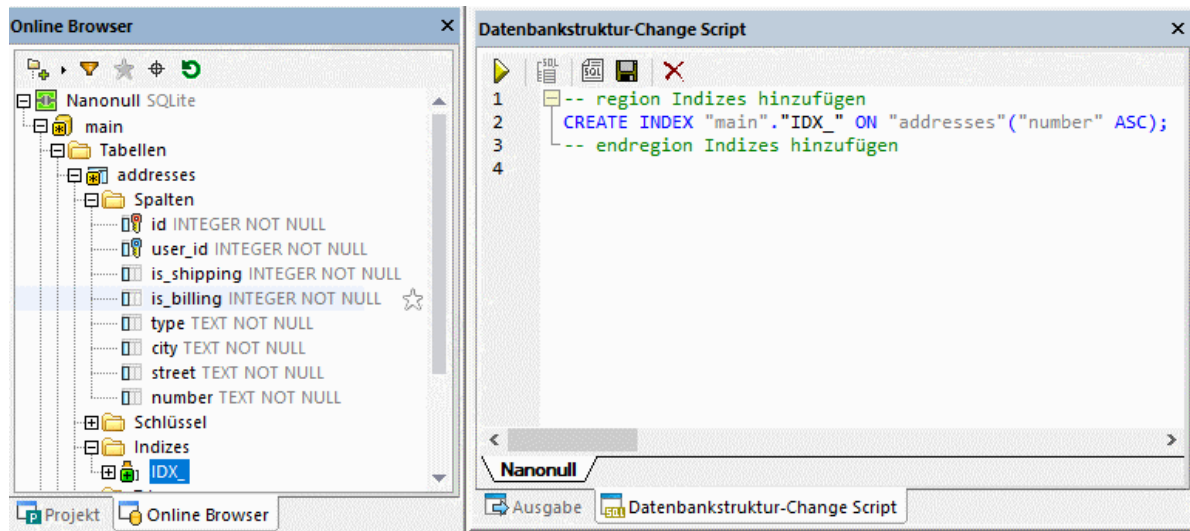 Online Browser
Nanonull SQLite
main
Tabellen
addresses
Spalten
id INTEGER NOT NULL
user_id INTEGER NOT NULL
is_shipping INTEGER NOT NULL
is_billing INTEGER NOT NULL
type TEXT NOT NULL
city TEXT NOT NULL
street TEXT NOT NULL
number TEXT NOT NULL
Schlüssel
Indizes
IDX_
Projekt
Online Browser
Datenbankstruktur-Change Script
1 -- region Indizes hinzufügen
2 CREATE INDEX "main"."IDX_" ON "addresses"("number" ASC);
3 -- endregion Indizes hinzufügen
4
Nanonull
Ausgabe
Datenbankstruktur-Change Script